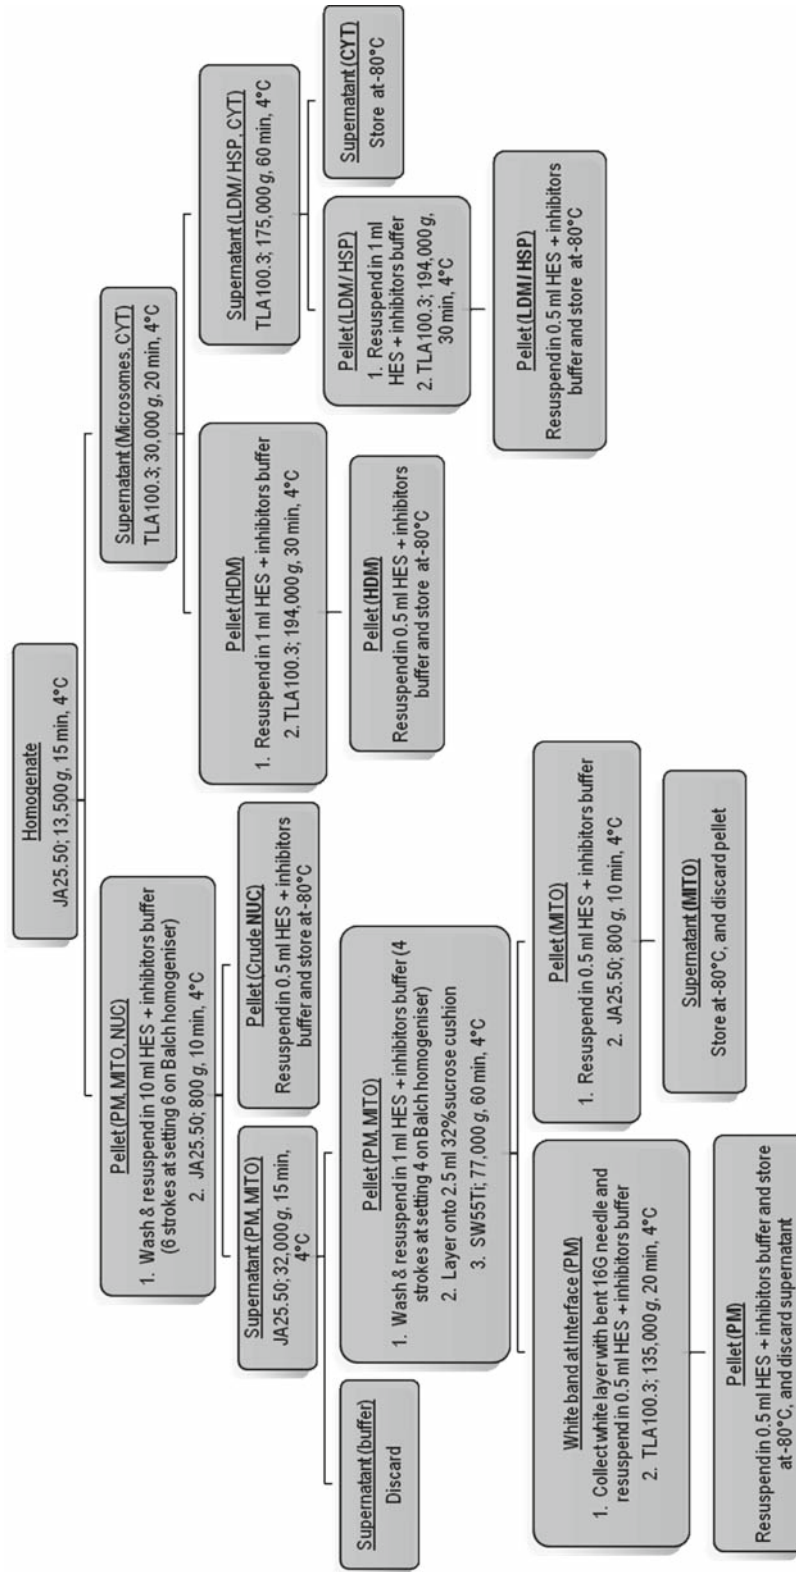 Homogenate
JA25.50; 13,500 g, 15 min, 4°C
Pellet (PM, MITO, NUC)
1. Wash & resuspend in 10 ml HES + inhibitors buffer
(6 strokes at setting 6 on Balch homogeniser)
2. JA25.50; 800 g, 10 min, 4°C
Supernatant (Microsomes, CYT)
TLA100.3; 30,000 g, 20 min, 4°C
Supernatant (PM, MITO)
JA25.50; 32,000 g, 15 min,
4°C
Pellet (Crude NUC)
Resuspend in 0.5 ml HES + inhibitors
buffer and store at -80°C
Pellet (HDM)
1. Resuspend in 1 ml HES + inhibitors buffer
2. TLA100.3; 194,000 g, 30 min, 4°C
Supernatant (LDM / HSP, CYT)
TLA100.3; 175,000 g, 60 min, 4°C
Supernatant (buffer)
Discard
Pellet (PM, MITO)
1. Wash & resuspend in 1 ml HES + inhibitors buffer (4
strokes at setting 4 on Balch homogeniser)
2. Layer onto 2.5 ml 32% sucrose cushion
3. SW55Ti; 77,000 g, 60 min, 4°C
Pellet (HDM)
Resuspend in 0.5 ml HES + inhibitors
buffer and store at -80°C
Pellet (LDM / HSP)
1. Resuspend in 1 ml
HES + inhibitors buffer
2. TLA100.3; 194,000 g,
30 min, 4°C
Supernatant (CYT)
Store at -80°C
White band at Interface (PM)
1. Collect white layer with bent 16G needle and
resuspend in 0.5 ml HES + inhibitors buffer
2. TLA100.3; 135,000 g, 20 min, 4°C
Pellet (MITO)
1. Resuspend in 0.5 ml HES + inhibitors buffer
2. JA25.50; 800 g, 10 min, 4°C
Pellet (LDM / HSP)
Resuspend in 0.5 ml HES + inhibitors
buffer and store at -80°C
Pellet (PM)
Resuspend in 0.5 ml HES + inhibitors buffer and store
at -80°C, and discard supernatant
Supernatant (MITO)
Store at -80°C, and discard pellet